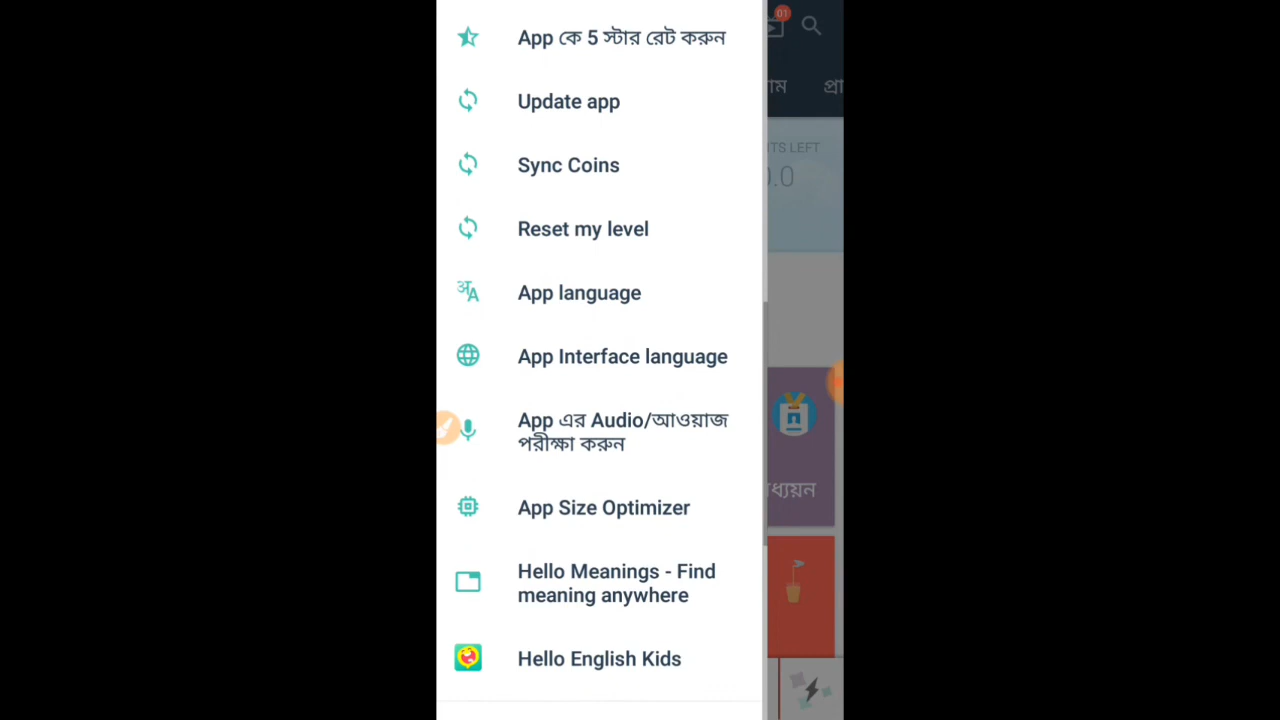 App কে 5 স্টার রেট করুন
Update app
Sync Coins
Reset my level
App language
App Interface language
App এর Audio/আওয়াজ
পরীক্ষা করুন
App Size Optimizer
Hello Meanings - Find
meaning anywhere
Hello English Kids
01